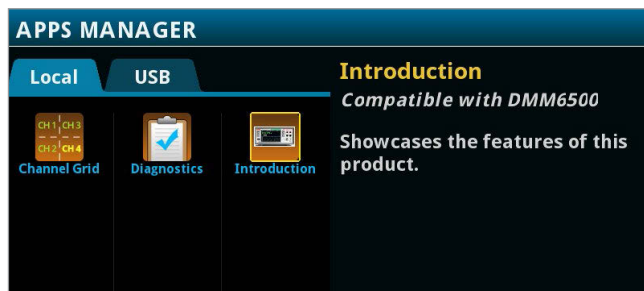 APPS MANAGER
Local
USB
Introduction
Compatible with DMM6500
Showcases the features of this
product.
CH1 CH3
CH2 CH4
Channel Grid
Diagnostics
Introduction